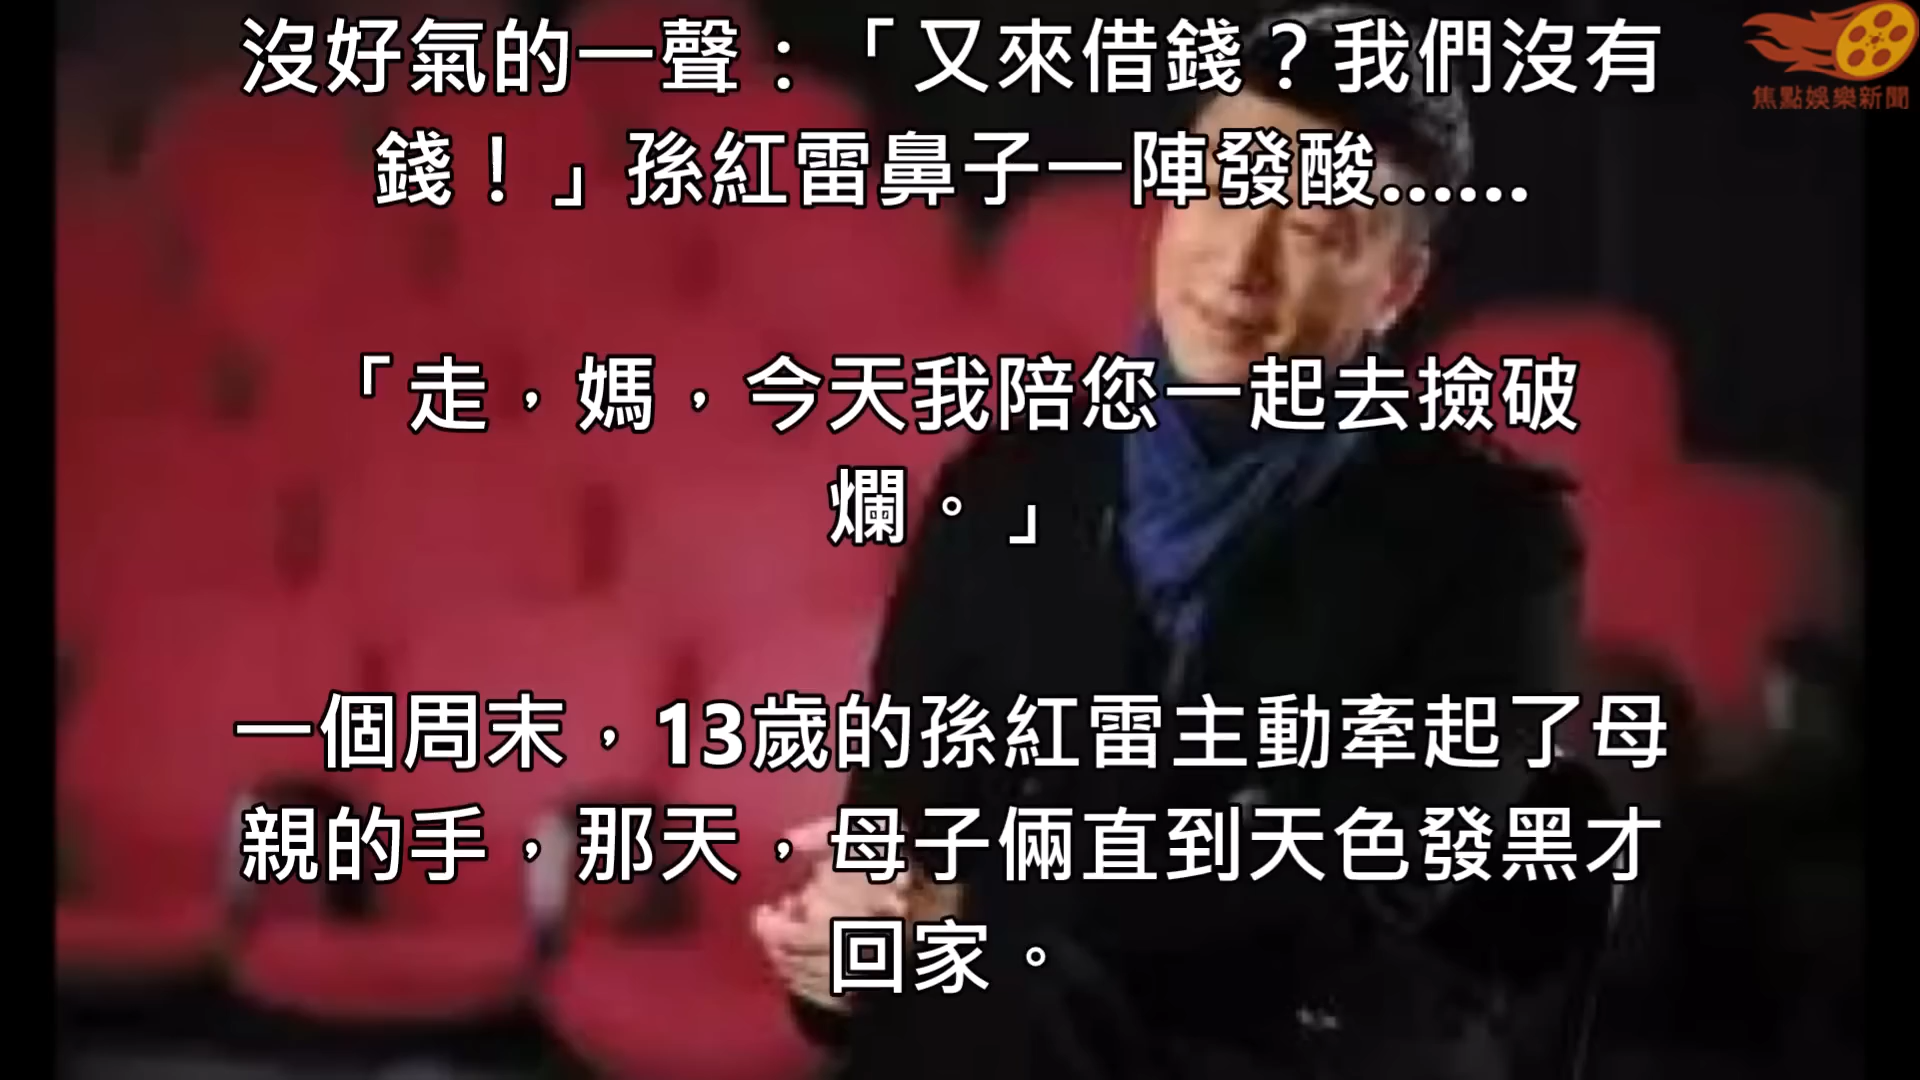 沒好氣的一聲：「又來借錢？我們沒有
錢！」孫紅雷鼻子一陣發酸......
「走，媽，今天我陪您一起去撿破
爛。」
一個周末，13歲的孫紅雷主動牽起了母
親的手，那天，母子倆直到天色發黑才
回家。
焦點娛樂新聞